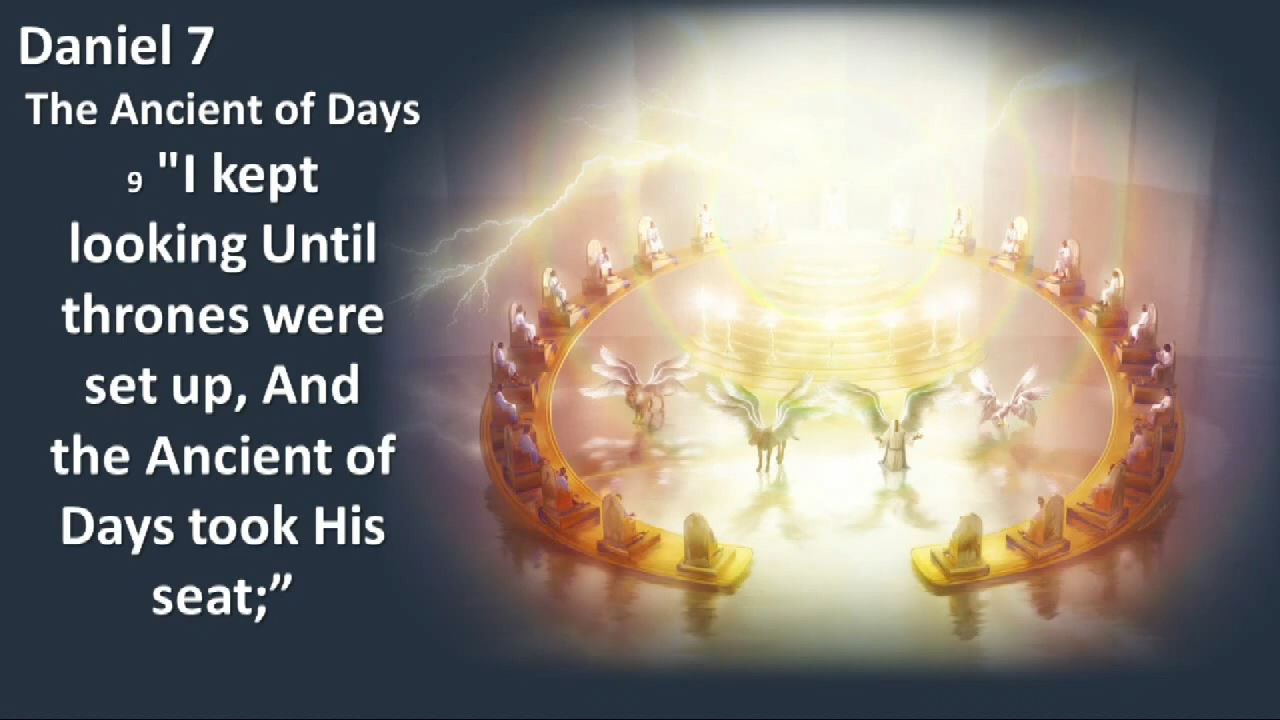 Daniel 7
The Ancient of Days
9 "I kept
looking Until
thrones were
set up, And
the Ancient of
Days took His
seat;”